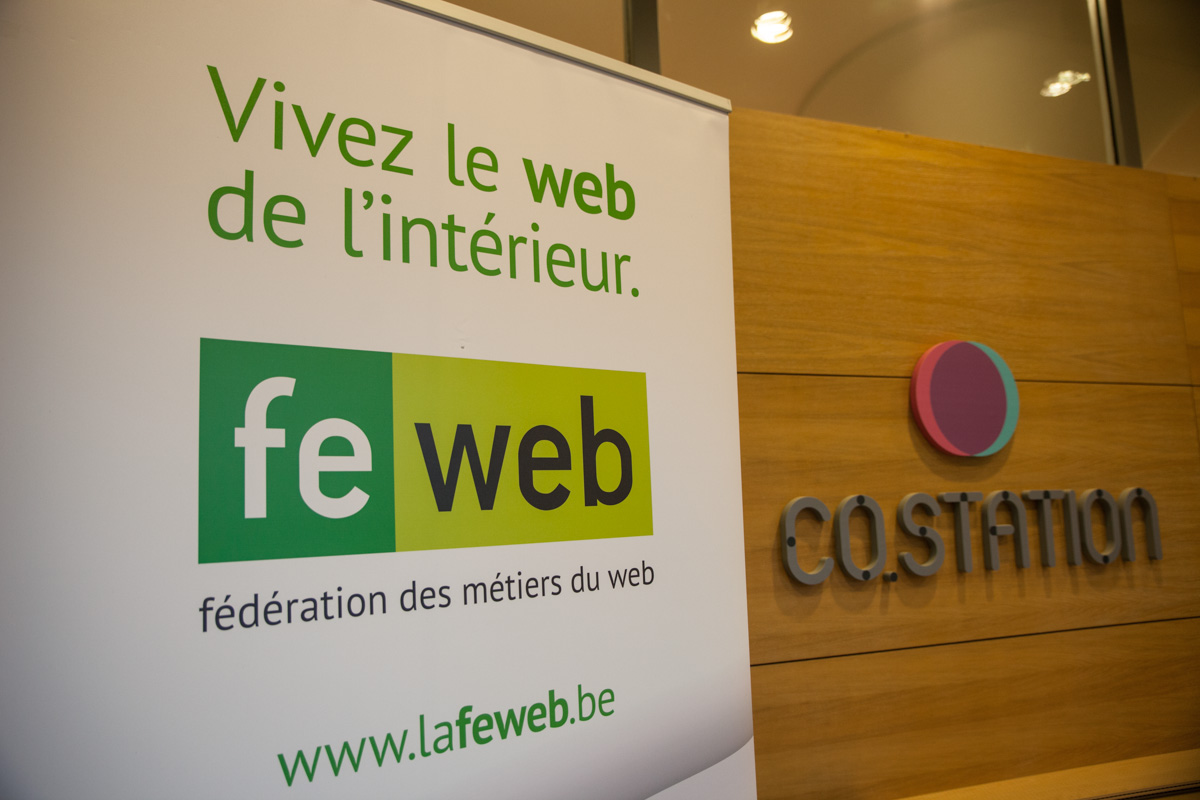 Vivez le web
de l'intérieur.
fe web
fédération des métiers du web
www.lafeweb.be
CO.STATION